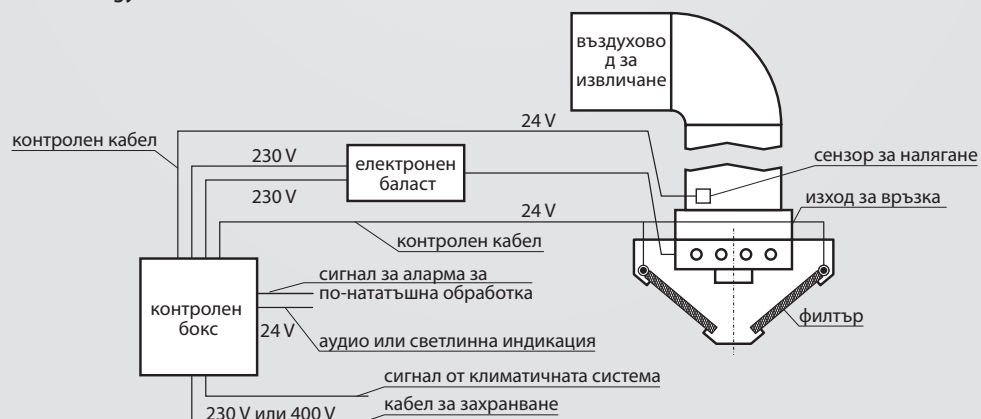 въздухово
д за
извличане
24 V
контролен кабел
230 V
електронен
баласт
сензор за налягане
230 V
24 V
изход за връзка
контролен кабел
сигнал за аларма за
по-нататъшна обработка
контролен
бокс
24 V
филтър
аудио или светлинна индикация
сигнал от климатичната система
230 V или 400 V
кабел за захранване